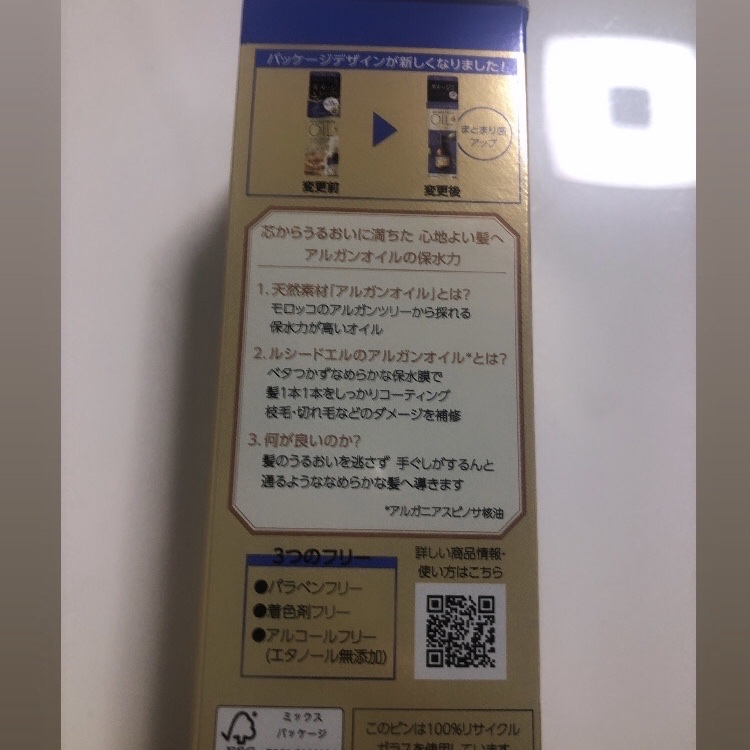 パッケージデザインが新しくなりました!
OIL
OIL
まとまり感
アップ
変更前
変更後
芯からうるおいに満ちた 心地よい髪へ
アルガンオイルの保水力
1. 天然素材「アルガンオイル」とは?
モロッコのアルガンツリーから採れる
保水力が高いオイル
2. ルシードエルのアルガンオイル*とは?
ベタつかずなめらかな保水膜で
髪1本1本をしっかりコーティング
枝毛・切れ毛などのダメージを補修
3. 何が良いのか?
髪のうるおいを逃さず 手ぐしがするんと
通るようななめらかな髪へ導きます
*アルガニアスピノサ核油
3つのフリー
●パラベンフリー
●着色剤フリー
●アルコールフリー
(エタノール無添加)
詳しい商品情報・
使い方はこちら
ミックス
パッケージ
このビンは100%リサイクル
ガラスを使用しています